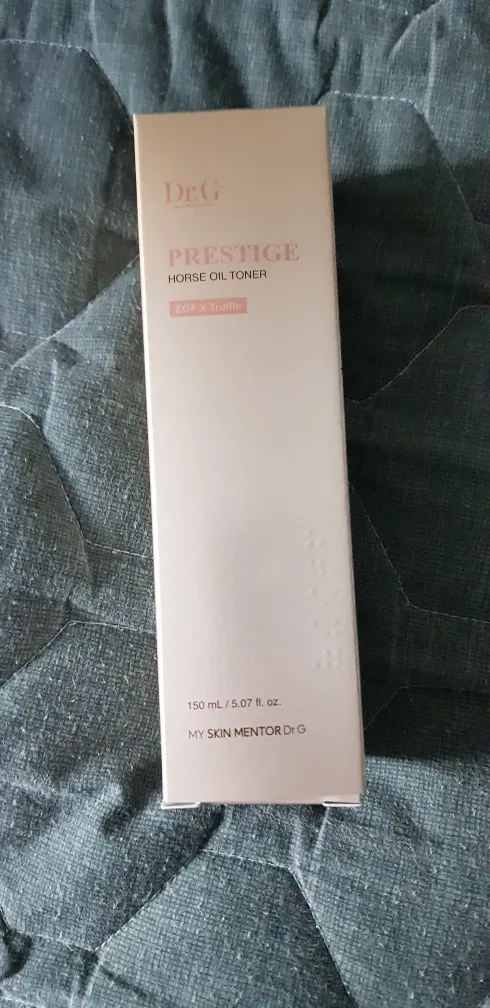 Dr.G
PRESTIGE
HORSE OIL TONER
EGF X Truffle
150 mL / 5.07 fl. oz.
MY SKIN MENTOR Dr.G